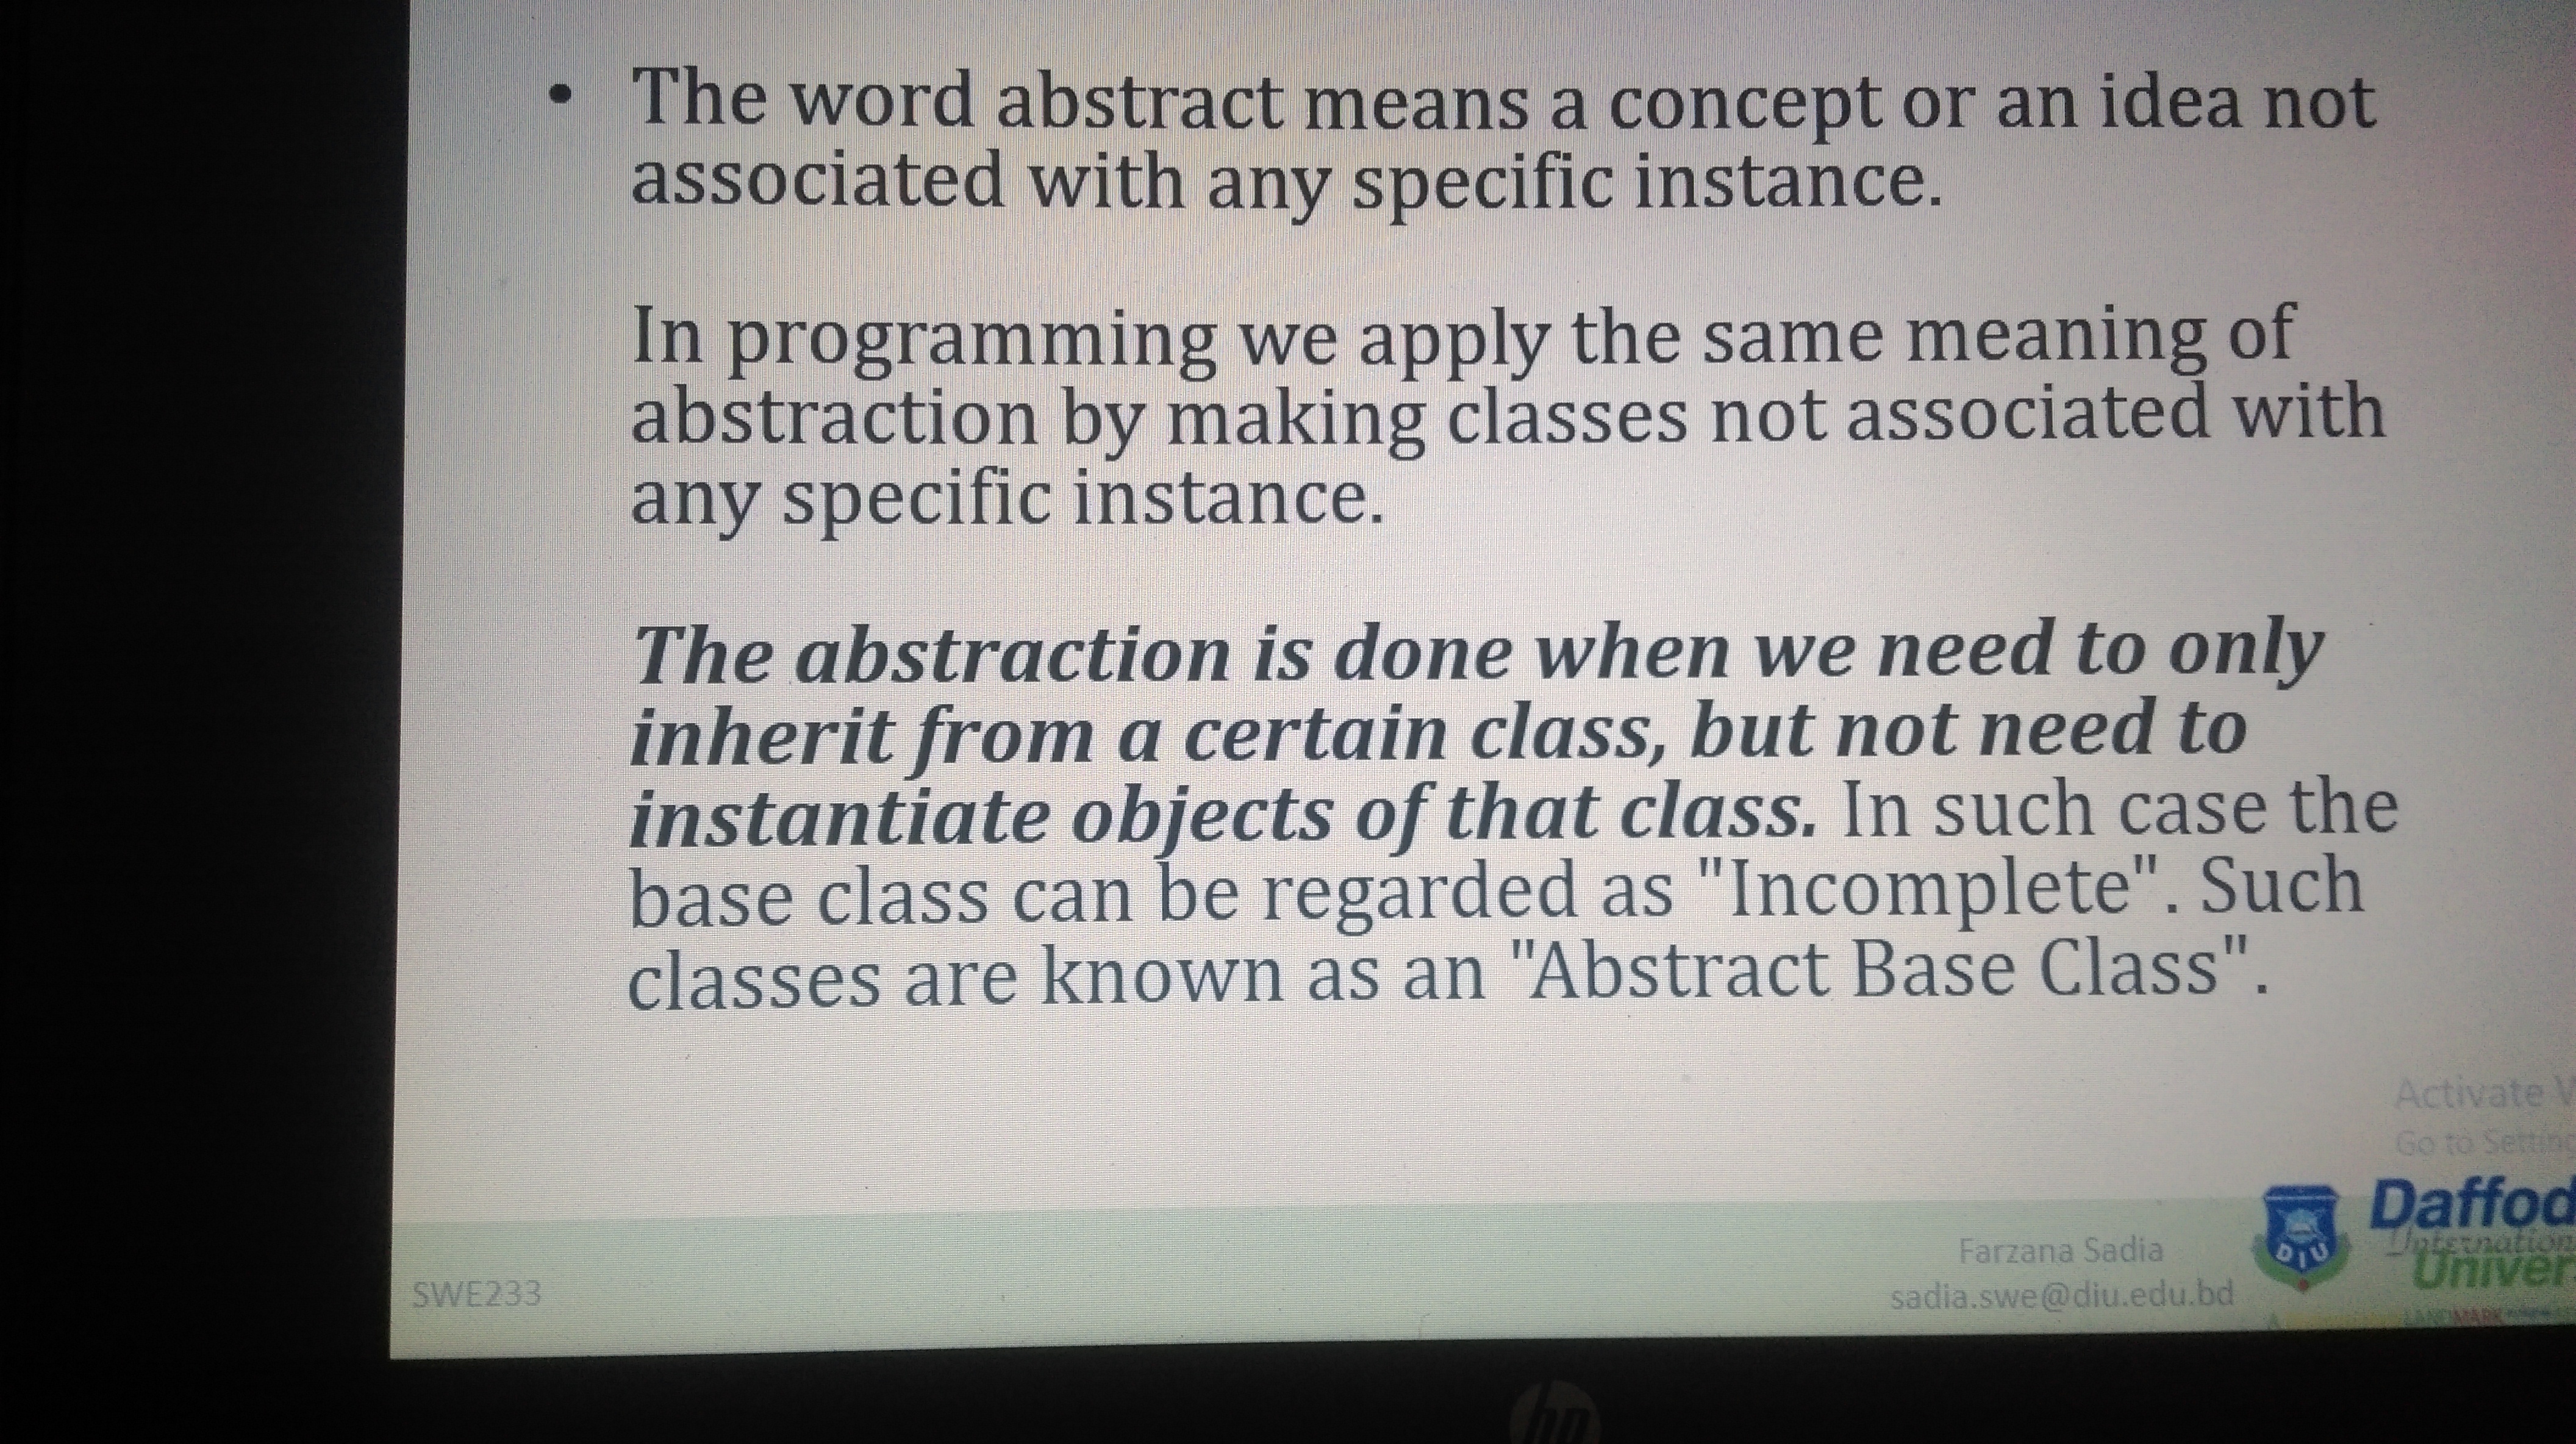 • The word abstract means a concept or an idea not
associated with any specific instance.
In programming we apply the same meaning of
abstraction by making classes not associated with
any specific instance.
The abstraction is done when we need to only
inherit from a certain class, but not need to
instantiate objects of that class. In such case the
base class can be regarded as "Incomplete". Such
classes are known as an "Abstract Base Class".
Activate W
Go to Setting
SWE233
Farzana Sadia
sadia.swe@diu.edu.bd
DIU
Daffod
Internation
Univer
hp